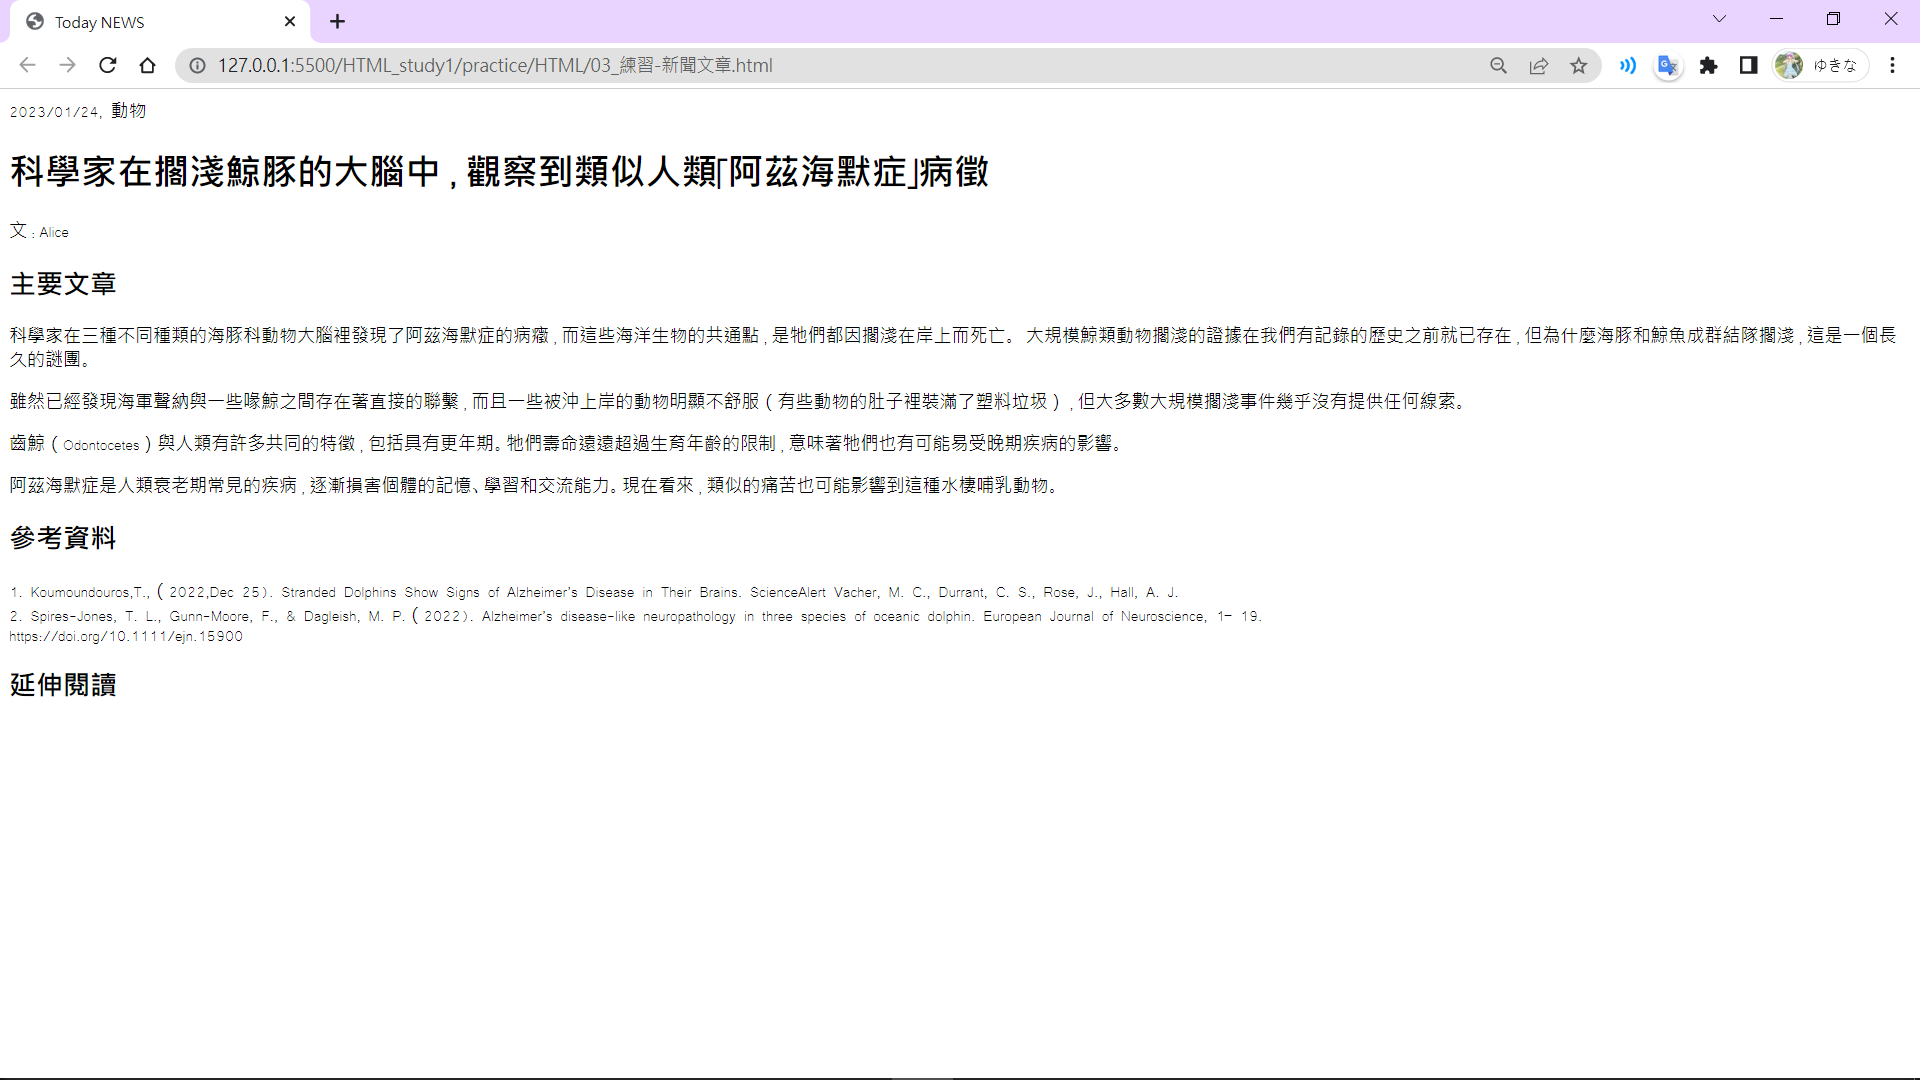 Today NEWS
127.0.0.1:5500/HTML_study1/practice/HTML/03_練習-新聞文章.html
ゆきな
2023/01/24, 動物
科學家在擱淺鯨豚的大腦中，觀察到類似人類「阿茲海默症」病徵
文：Alice
主要文章
科學家在三種不同種類的海豚科動物大腦裡發現了阿茲海默症的病癥，而這些海洋生物的共通點，是牠們都因擱淺在岸上而死亡。 大規模鯨類動物擱淺的證據在我們有記錄的歷史之前就已存在，但為什麼海豚和鯨魚成群結隊擱淺，這是一個長
久的謎團。
雖然已經發現海軍聲納與一些喙鯨之間存在著直接的聯繫，而且一些被沖上岸的動物明顯不舒服（有些動物的肚子裡裝滿了塑料垃圾），但大多數大規模擱淺事件幾乎沒有提供任何線索。
齒鯨（Odontocetes）與人類有許多共同的特徵，包括具有更年期。牠們壽命遠遠超過生育年齡的限制，意味著牠們也有可能易受晚期疾病的影響。
阿茲海默症是人類衰老期常見的疾病，逐漸損害個體的記憶、學習和交流能力。現在看來，類似的痛苦也可能影響到這種水棲哺乳動物。
參考資料
1. Koumoundouros,T.,（2022,Dec 25). Stranded Dolphins Show Signs of Alzheimer's Disease in Their Brains. ScienceAlert Vacher, M. C., Durrant, C. S., Rose, J., Hall, A. J.
2. Spires-Jones, T. L., Gunn-Moore, F., & Dagleish, M. P.（2022). Alzheimer's disease-like neuropathology in three species of oceanic dolphin. European Journal of Neuroscience, 1– 19.
https://doi.org/10.1111/ejn.15900
延伸閱讀